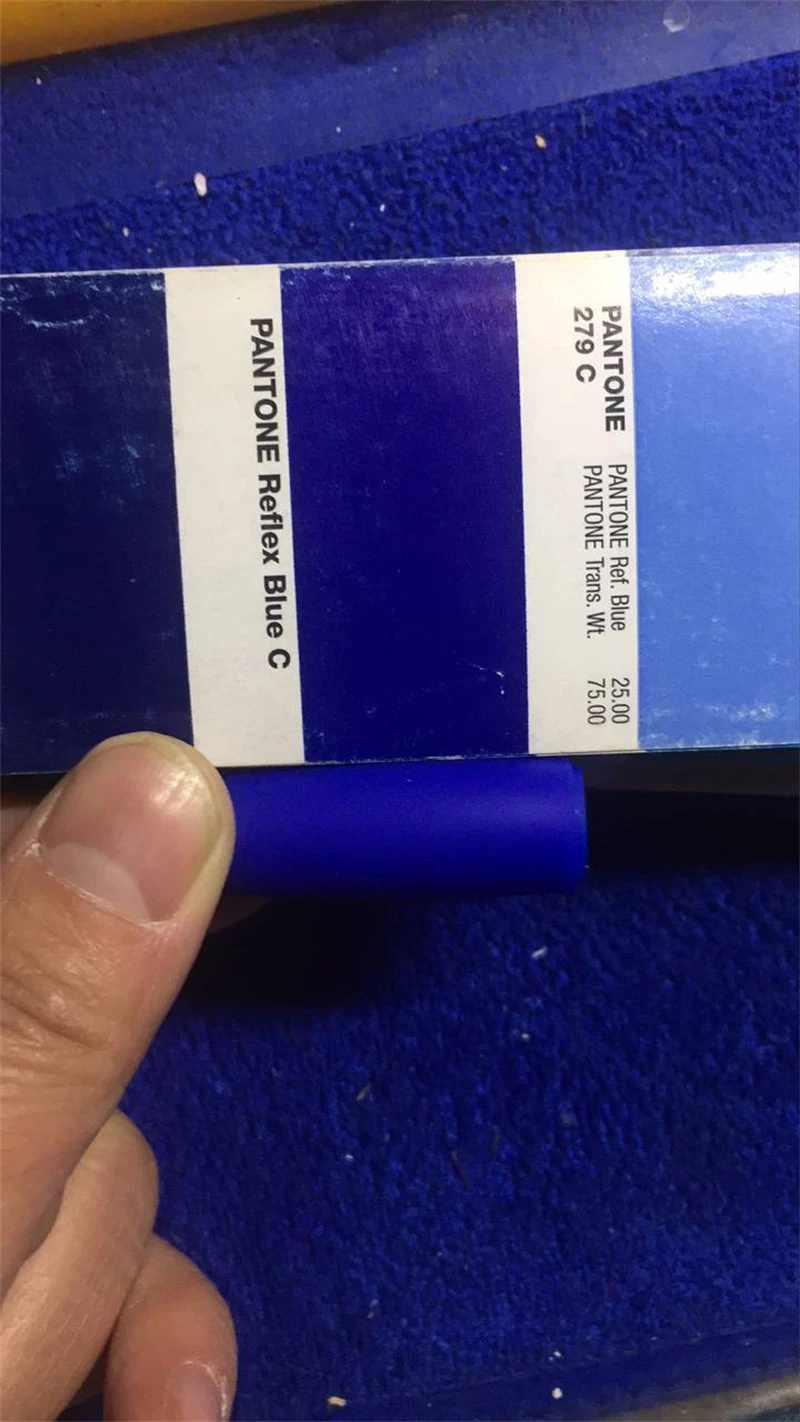 PANTONE
279 C
PANTONE Ref. Blue 25.00
PANTONE Trans. Wt. 75.00
PANTONE Reflex Blue C